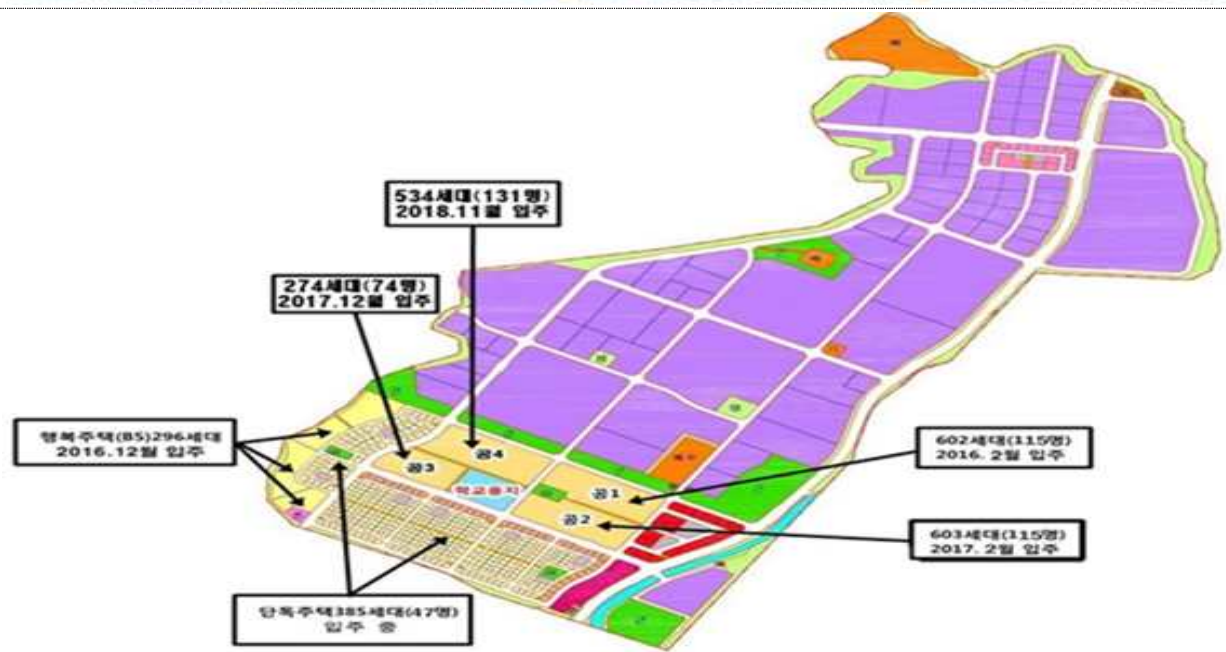 534세대(131명)
2018.11월 입주
274세대(74명)
2017.12월 입주
행복주택(B5)296세대
2016.12월 입주
602세대(115명)
2016. 2월 입주
공4
공3
학교용지
공1
공2
603세대(115명)
2017. 2월 입주
단독주택385세대(47명)
입주 중